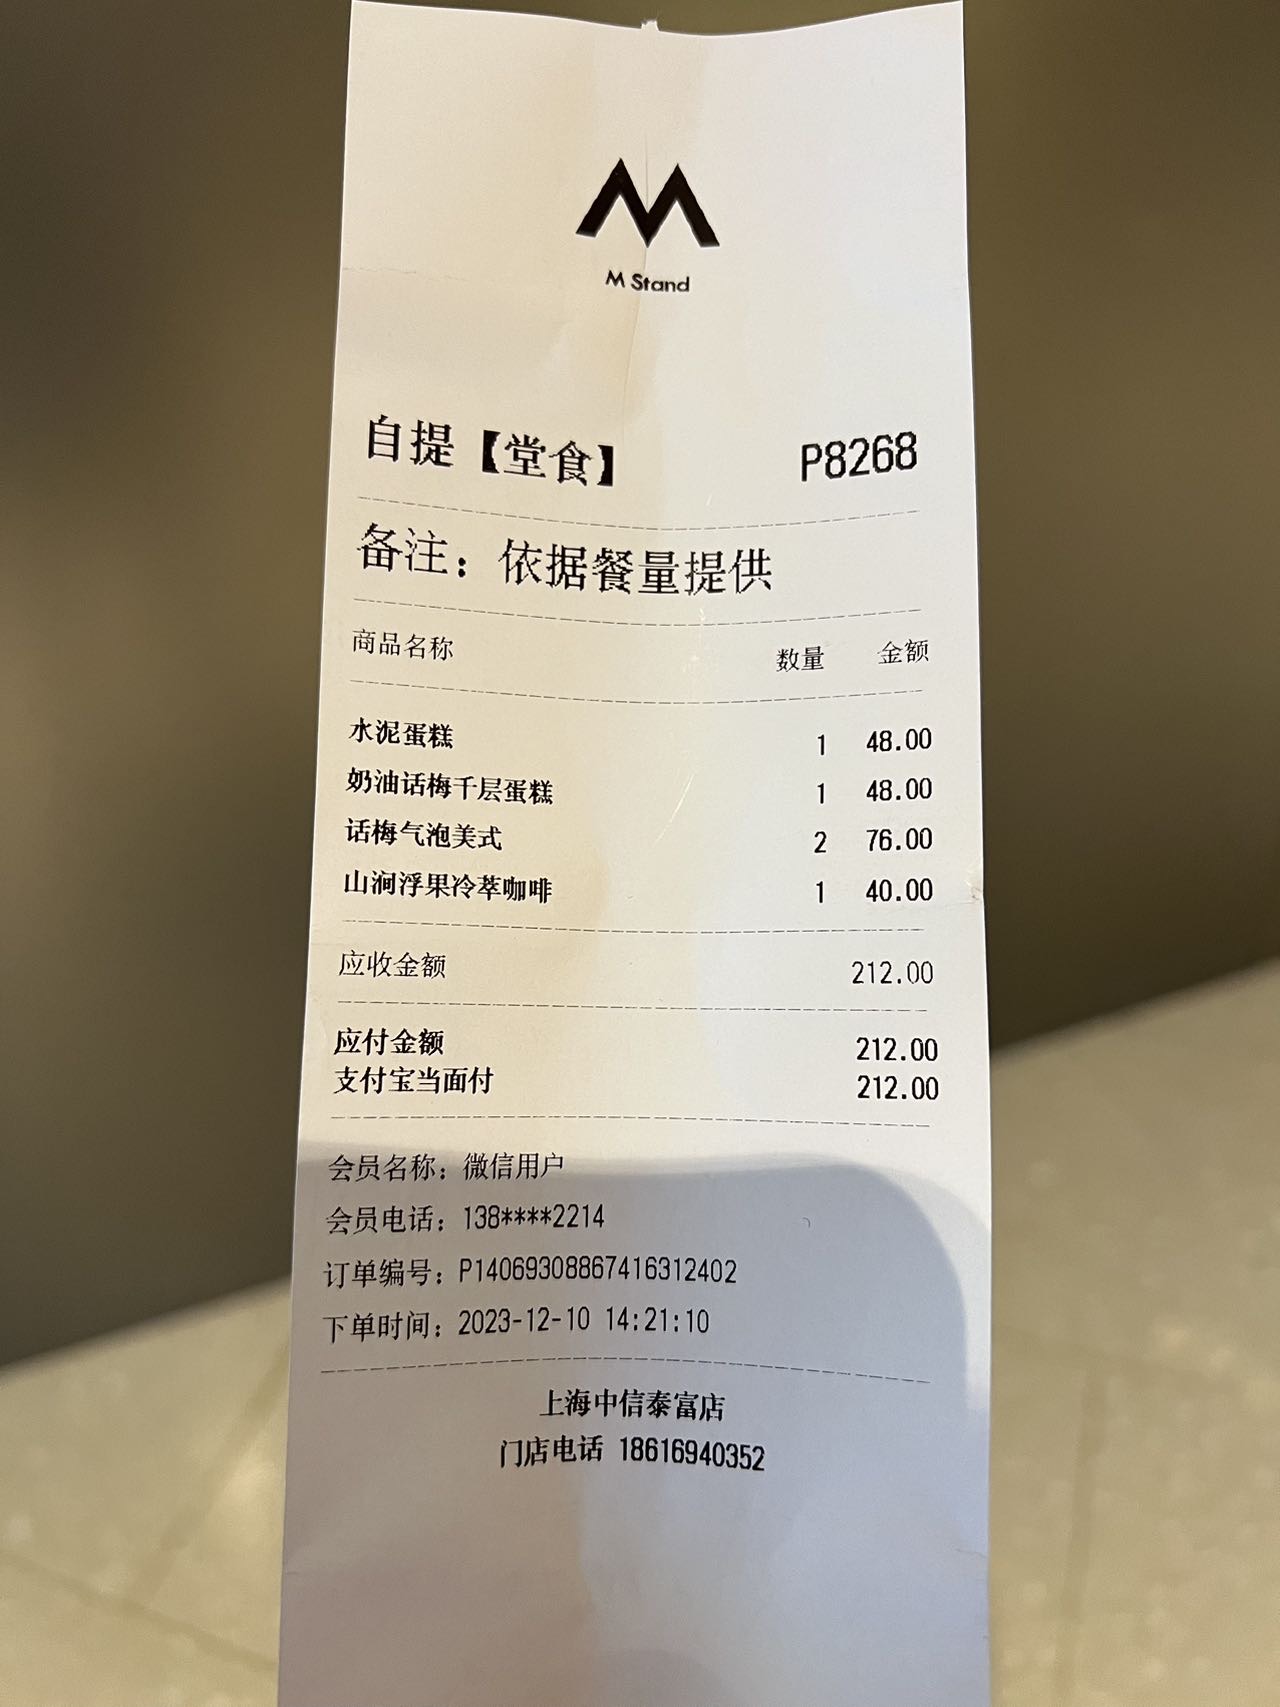 M Stand
自提【堂食】 P8268
备注：依据餐量提供
商品名称 数量 金额
水泥蛋糕 1 48.00
奶油话梅千层蛋糕 1 48.00
话梅气泡美式 2 76.00
山涧浮果冷萃咖啡 1 40.00
应收金额 212.00
应付金额 212.00
支付宝当面付 212.00
会员名称：微信用户
会员电话：138****2214
订单编号：P14069308867416312402
下单时间：2023-12-10 14:21:10
上海中信泰富店
门店电话 18616940352